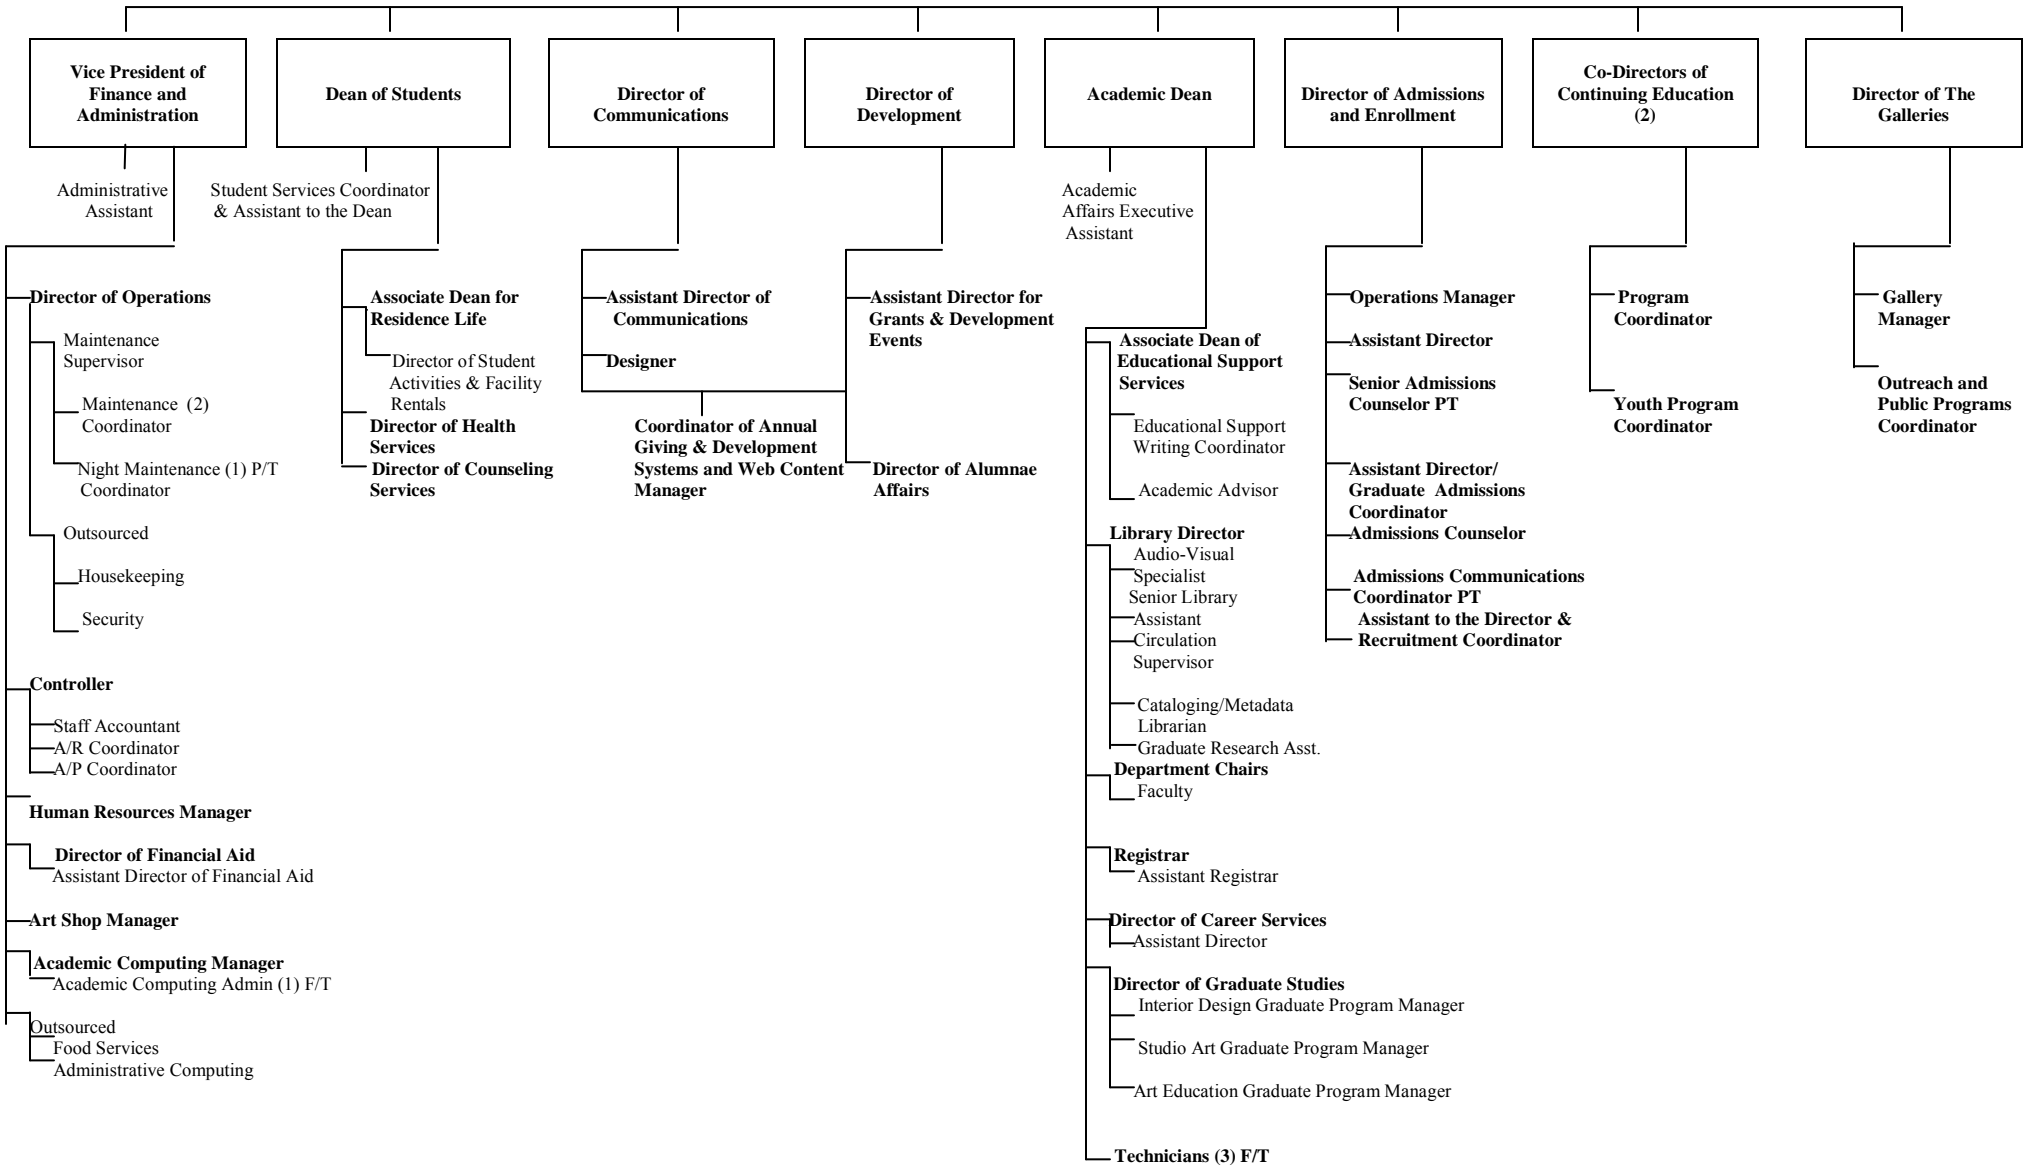 Vice President of
Finance and
Administration
Administrative
Assistant
Director of Operations
Maintenance
Supervisor
Maintenance (2)
Coordinator
Night Maintenance (1) P/T
Coordinator
Outsourced
Housekeeping
Security
Controller
Staff Accountant
A/R Coordinator
A/P Coordinator
Human Resources Manager
Director of Financial Aid
Assistant Director of Financial Aid
Art Shop Manager
Academic Computing Manager
Academic Computing Admin (1) F/T
Outsourced
Food Services
Administrative Computing
Dean of Students
Student Services Coordinator
& Assistant to the Dean
Associate Dean for
Residence Life
Director of Student
Activities & Facility
Rentals
Director of Health
Services
Director of Counseling
Services
Director of
Communications
Assistant Director of
Communications
Designer
Coordinator of Annual
Giving & Development
Systems and Web Content
Manager
Director of
Development
Assistant Director for
Grants & Development
Events
Director of Alumnae
Affairs
Academic Dean
Academic
Affairs Executive
Assistant
Associate Dean of
Educational Support
Services
Educational Support
Writing Coordinator
Academic Advisor
Library Director
Audio-Visual
Specialist
Senior Library
Assistant
Circulation
Supervisor
Cataloging/Metadata
Librarian
Graduate Research Asst.
Department Chairs
Faculty
Registrar
Assistant Registrar
Director of Career Services
Assistant Director
Director of Graduate Studies
Interior Design Graduate Program Manager
Studio Art Graduate Program Manager
Art Education Graduate Program Manager
Technicians (3) F/T
Director of Admissions
and Enrollment
Operations Manager
Assistant Director
Senior Admissions
Counselor PT
Assistant Director/
Graduate Admissions
Coordinator
Admissions Counselor
Admissions Communications
Coordinator PT
Assistant to the Director &
Recruitment Coordinator
Co-Directors of
Continuing Education
(2)
Program
Coordinator
Youth Program
Coordinator
Director of The
Galleries
Gallery
Manager
Outreach and
Public Programs
Coordinator